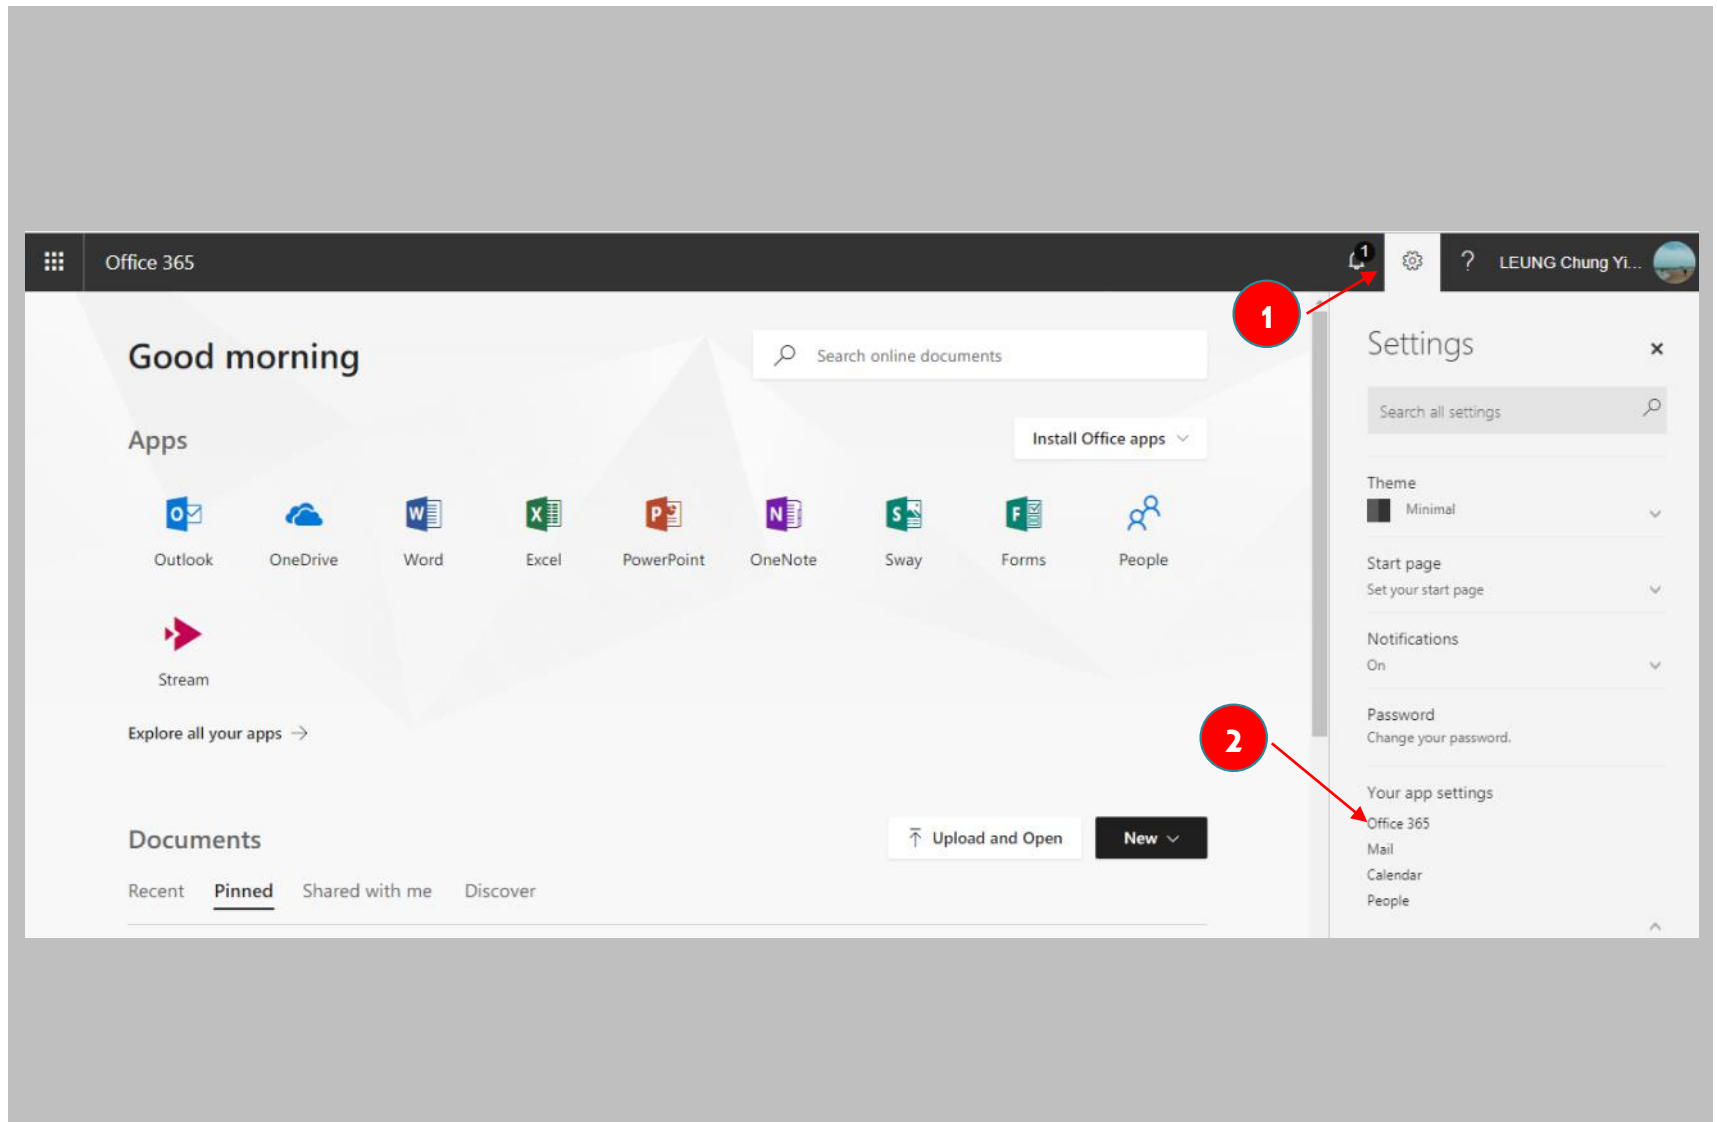 Office 365
1
?
LEUNG Chung Yi...
1
Good morning
Search online documents
Apps
Install Office apps
Outlook
OneDrive
Word
Excel
PowerPoint
OneNote
Sway
Forms
People
Stream
Explore all your apps →
Documents
Upload and Open
New
Recent
Pinned
Shared with me
Discover
Settings
Search all settings
Theme
Minimal
Start page
Set your start page
Notifications
On
Password
Change your password.
2
Your app settings
Office 365
Mail
Calendar
People